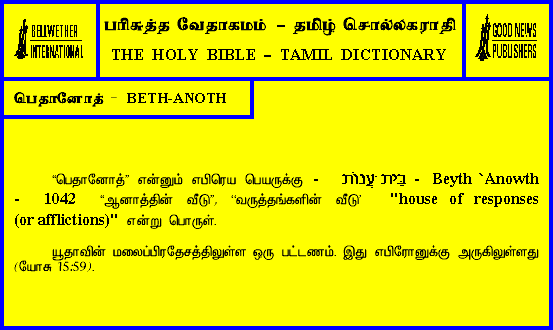 BELLWETHER
INTERNATIONAL
பரிசுத்த வேதாகமம் – தமிழ் சொல்லகராதி
THE HOLY BIBLE – TAMIL DICTIONARY
GOOD NEWS
PUBLISHERS
பெதானோத் – BETH-ANOTH
“பெதானோத்” என்னும் எபிரெய பெயருக்கு - בֵּית עֲנוֹת - Beyth `Anowth
- 1042 “ஆனாத்தின் வீடு”, “வருத்தங்களின் வீடு’ "house of responses
(or afflictions)" என்று பொருள்.
யூதாவின் மலைப்பிரதேசத்திலுள்ள ஒரு பட்டணம். இது எபிரோனுக்கு அருகிலுள்ளது
(யோசு 15:59).